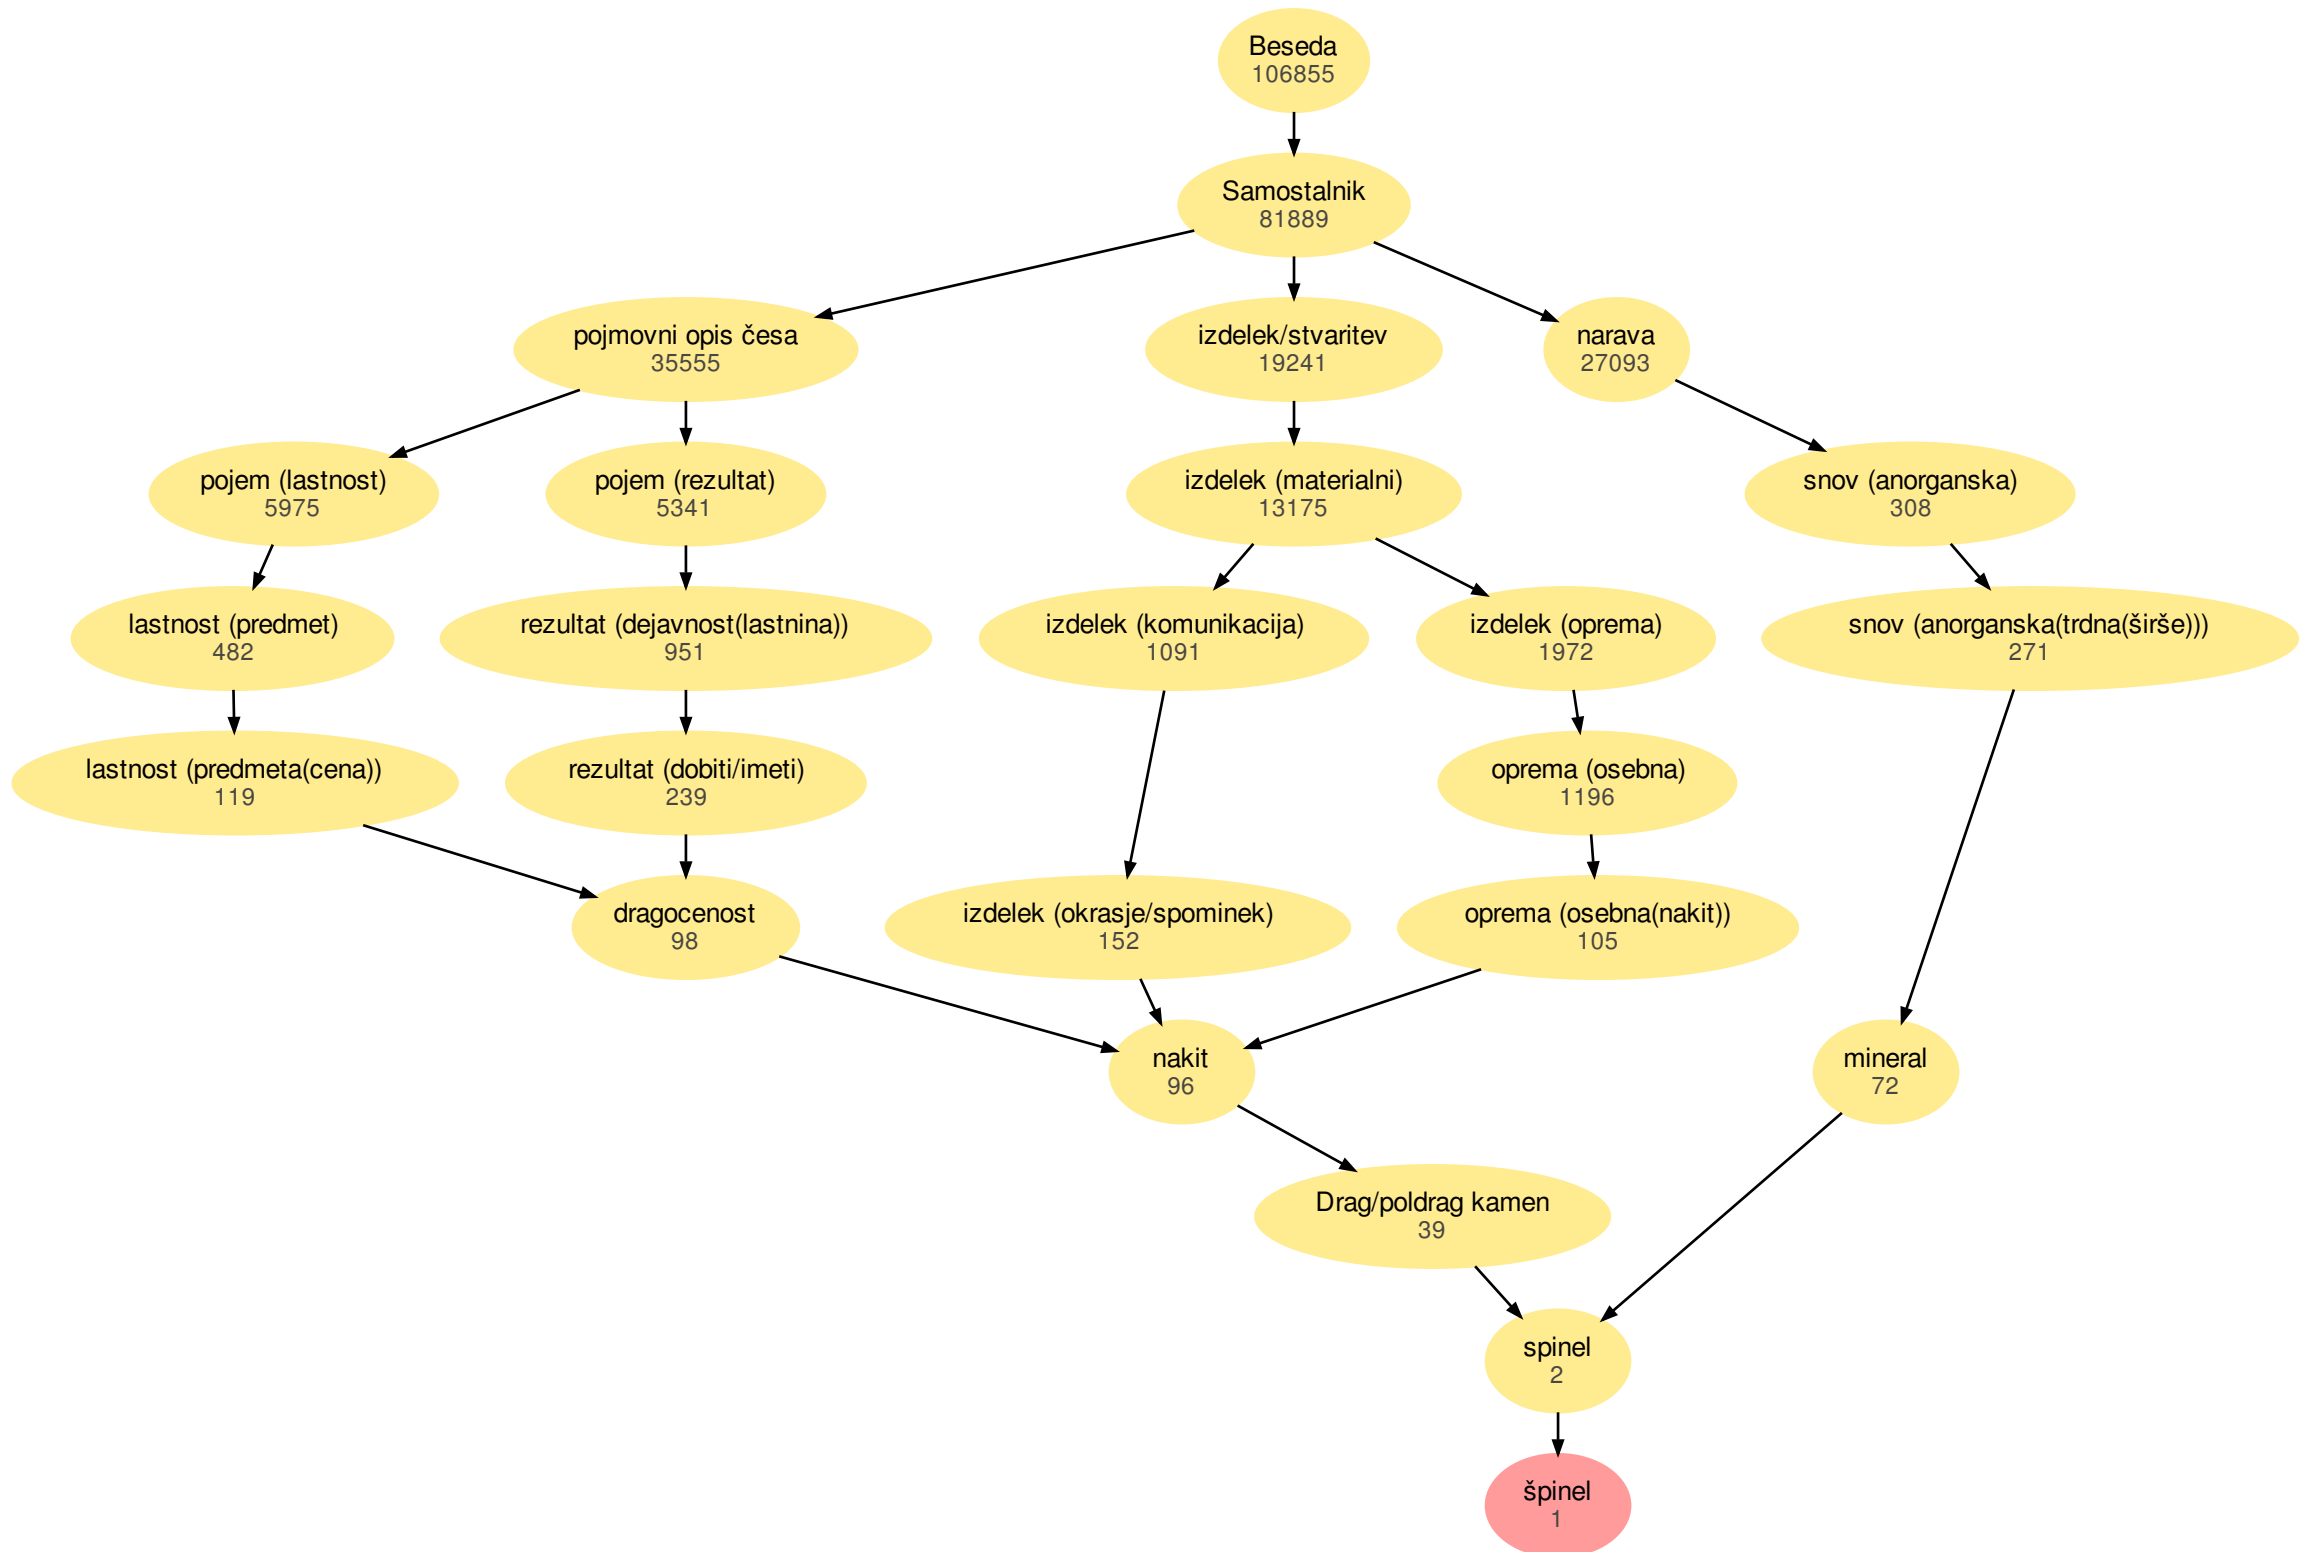 Beseda
106855
Samostalnik
81889
pojmovni opis česa
35555
izdelek/stvaritev
19241
narava
27093
pojem (lastnost)
5975
pojem (rezultat)
5341
izdelek (materialni)
13175
snov (anorganska)
308
lastnost (predmet)
482
rezultat (dejavnost(lastnina))
951
izdelek (komunikacija)
1091
izdelek (oprema)
1972
snov (anorganska(trdna(širše)))
271
lastnost (predmeta(cena))
119
rezultat (dobiti/imeti)
239
oprema (osebna)
1196
dragocenost
98
izdelek (okrasje/spominek)
152
oprema (osebna(nakit))
105
nakit
96
mineral
72
Drag/poldrag kamen
39
spinel
2
špinel
1